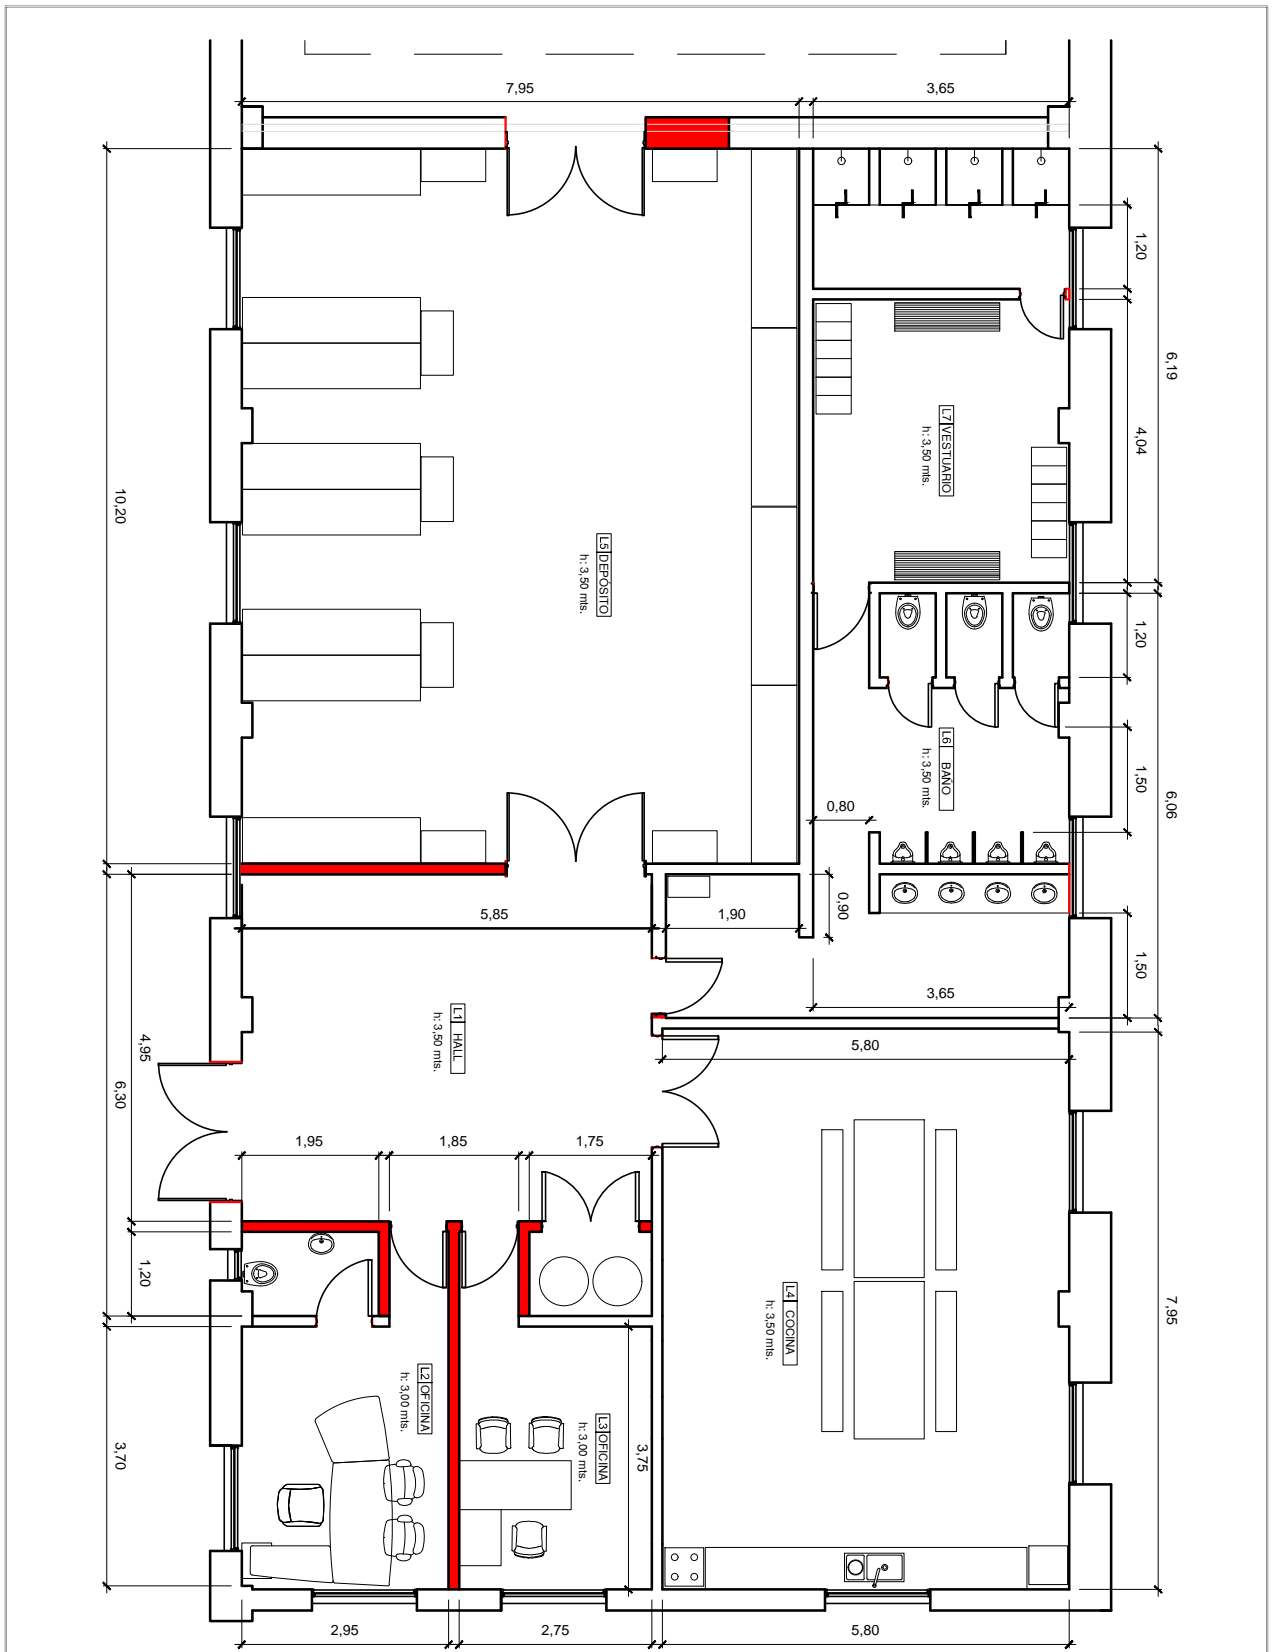 7,95
3,65
1,20
6,19
4,04
L7 VESTUARIO
h: 3,50 mts.
10,20
L5 DEPÓSITO
h: 3,50 mts.
1,20
L6 BAÑO
h: 3,50 mts.
1,50
6,06
0,80
0,90
5,85
1,90
1,50
3,65
L1 HALL
h: 3,50 mts.
4,95
5,80
6,30
1,95
1,85
1,75
1,20
L4 COCINA
h: 3,50 mts.
7,95
L2 OFICINA
h: 3,00 mts.
L3 OFICINA
h: 3,00 mts.
3,75
3,70
2,95
2,75
5,80